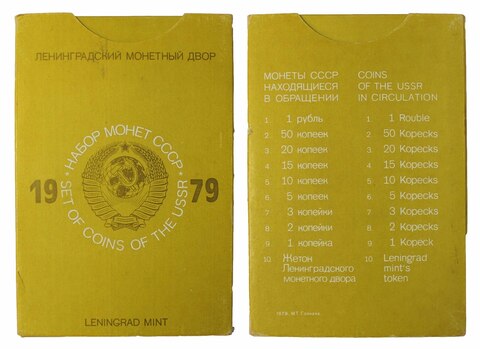 ЛЕНИНГРАДСКИЙ МОНЕТНЫЙ ДВОР
НАБОР МОНЕТ СССР
1979
SET OF COINS OF THE USSR
LENINGRAD MINT
МОНЕТЫ СССР
НАХОДЯЩИЕСЯ
В ОБРАЩЕНИИ
1. 1 рубль
2. 50 копеек
3. 20 копеек
4. 15 копеек
5. 10 копеек
6. 5 копеек
7. 3 копейки
8. 2 копейки
9. 1 копейка
10. Жетон
Ленинградского
монетного двора
COINS
OF THE USSR
IN CIRCULATION
1. 1 Rouble
2. 50 Kopecks
3. 20 Kopecks
4. 15 Kopecks
5. 10 Kopecks
6. 5 Kopecks
7. 3 Kopecks
8. 2 Kopecks
9. 1 Kopeck
10. Leningrad
mint's
token
1979, МТ Гознака